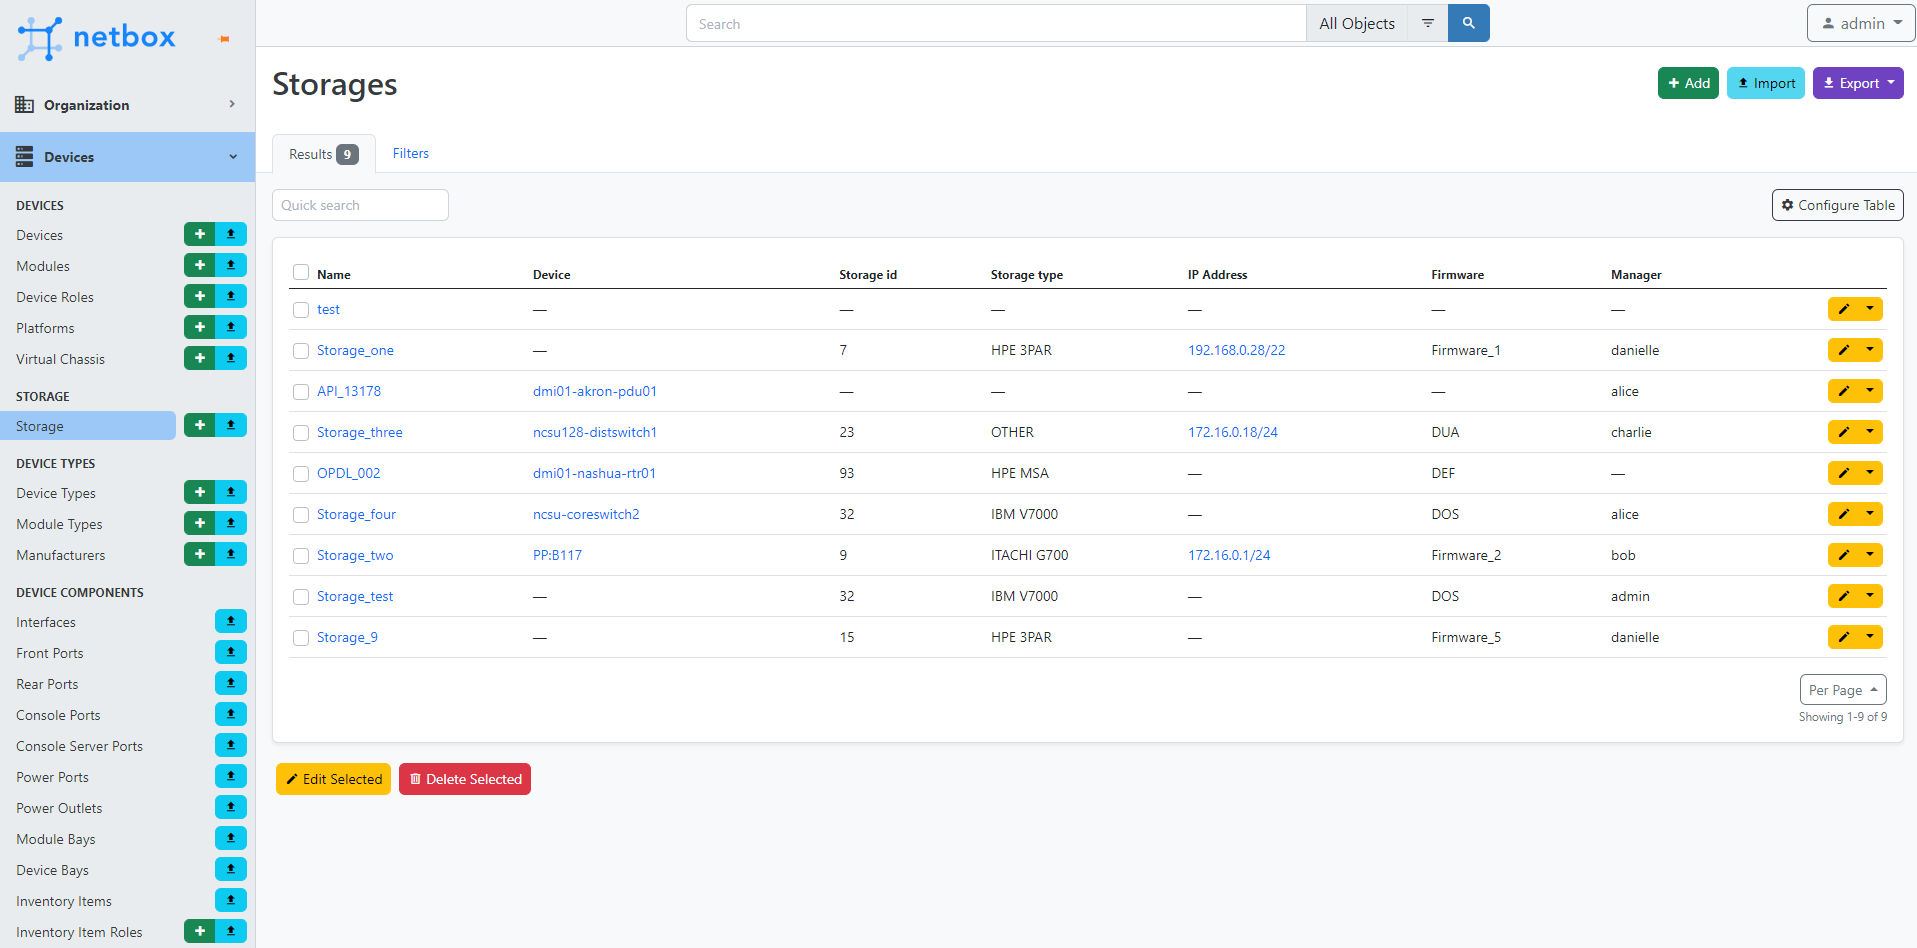 netbox
Search
All Objects
admin
Organization
Devices
DEVICES
Devices
Modules
Device Roles
Platforms
Virtual Chassis
STORAGE
Storage
DEVICE TYPES
Device Types
Module Types
Manufacturers
DEVICE COMPONENTS
Interfaces
Front Ports
Rear Ports
Console Ports
Console Server Ports
Power Ports
Power Outlets
Module Bays
Device Bays
Inventory Items
Inventory Item Roles
Storages
Add Import Export
Results 9 Filters
Quick search
Configure Table
Name Device Storage id Storage type IP Address Firmware Manager
test — — — — — —
Storage_one — 7 HPE 3PAR 192.168.0.28/22 Firmware_1 danielle
API_13178 dmi01-akron-pdu01 — — — — alice
Storage_three ncsu128-distswitch1 23 OTHER 172.16.0.18/24 DUA charlie
OPDL_002 dmi01-nashua-rtr01 93 HPE MSA — DEF —
Storage_four ncsu-coreswitch2 32 IBM V7000 — DOS alice
Storage_two PP:B117 9 ITACHI G700 172.16.0.1/24 Firmware_2 bob
Storage_test — 32 IBM V7000 — DOS admin
Storage_9 — 15 HPE 3PAR — Firmware_5 danielle
Per Page
Showing 1-9 of 9
Edit Selected Delete Selected